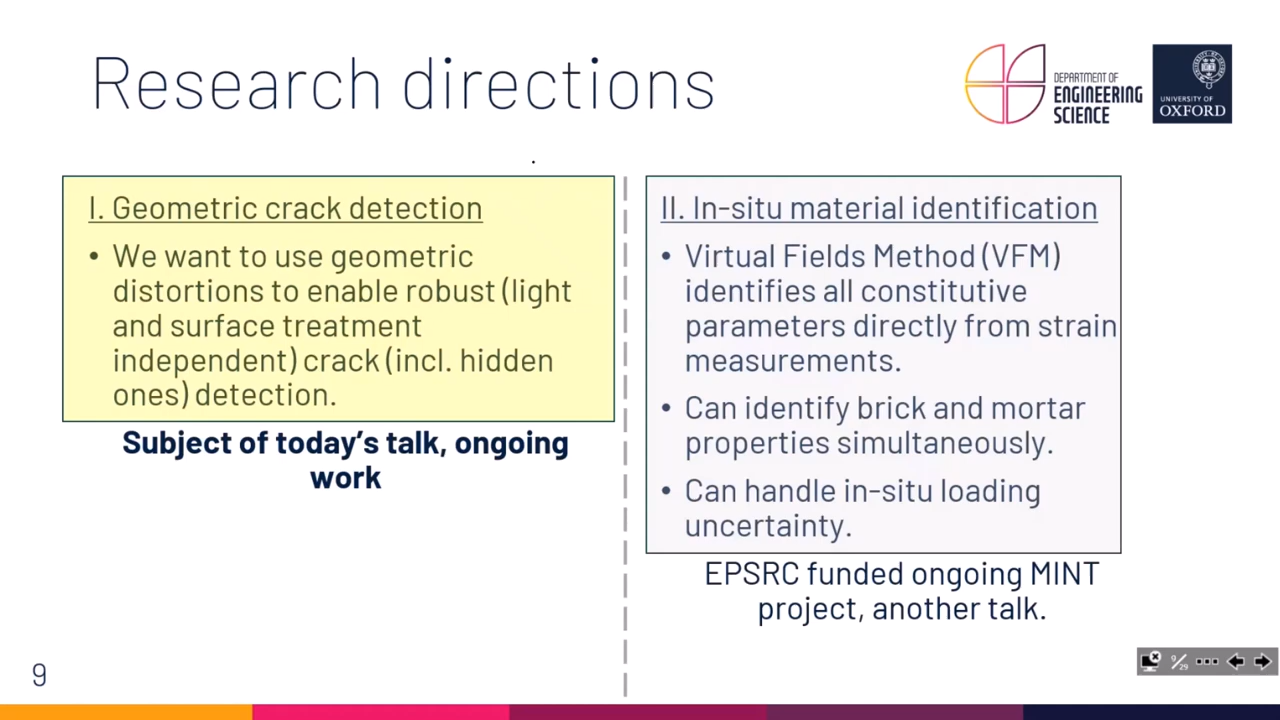 Research directions
DEPARTMENT OF
ENGINEERING
SCIENCE
UNIVERSITY OF
OXFORD
I. Geometric crack detection
• We want to use geometric
distortions to enable robust (light
and surface treatment
independent) crack (incl. hidden
ones) detection.
Subject of today's talk, ongoing
work
II. In-situ material identification
• Virtual Fields Method (VFM)
identifies all constitutive
parameters directly from strain
measurements.
• Can identify brick and mortar
properties simultaneously.
• Can handle in-situ loading
uncertainty.
EPSRC funded ongoing MINT
project, another talk.
9/29
9